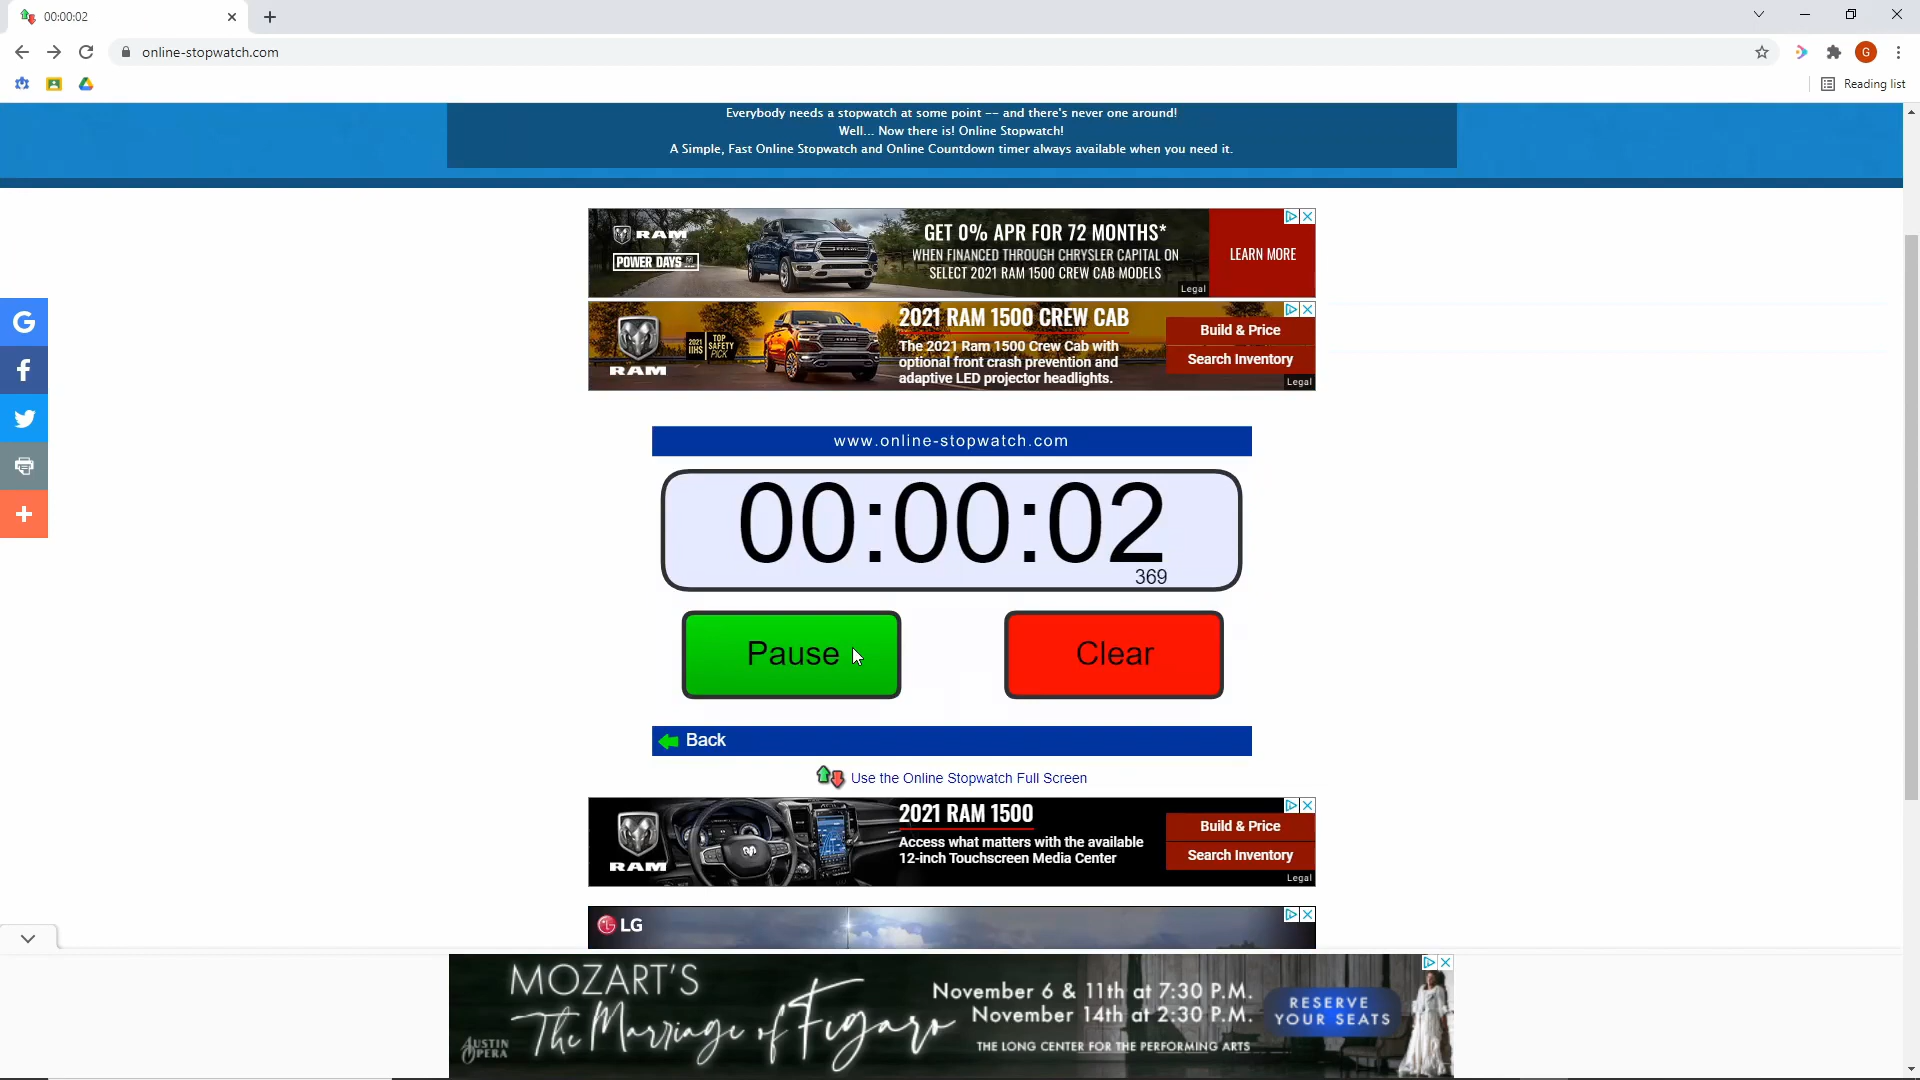 00:00:02
online-stopwatch.com
G
Reading list
Everybody needs a stopwatch at some point -- and there's never one around!
Well... Now there is! Online Stopwatch!
A Simple, Fast Online Stopwatch and Online Countdown timer always available when you need it.
RAM
POWER DAYS
GET 0% APR FOR 72 MONTHS*
WHEN FINANCED THROUGH CHRYSLER CAPITAL ON
SELECT 2021 RAM 1500 CREW CAB MODELS
LEARN MORE
Legal
RAM
2021
IIHS
TOP
SAFETY
PICK
2021 RAM 1500 CREW CAB
The 2021 Ram 1500 Crew Cab with
optional front crash prevention and
adaptive LED projector headlights.
Build & Price
Search Inventory
Legal
www.online-stopwatch.com
00:00:02
369
Pause
Clear
Back
Use the Online Stopwatch Full Screen
RAM
2021 RAM 1500
Access what matters with the available
12-inch Touchscreen Media Center
Build & Price
Search Inventory
Legal
LG
MOZART'S
The Marriage of Figaro
AUSTIN
OPERA
November 6 & 11th at 7:30 P.M.
November 14th at 2:30 P.M.
THE LONG CENTER FOR THE PERFORMING ARTS
RESERVE
YOUR SEATS